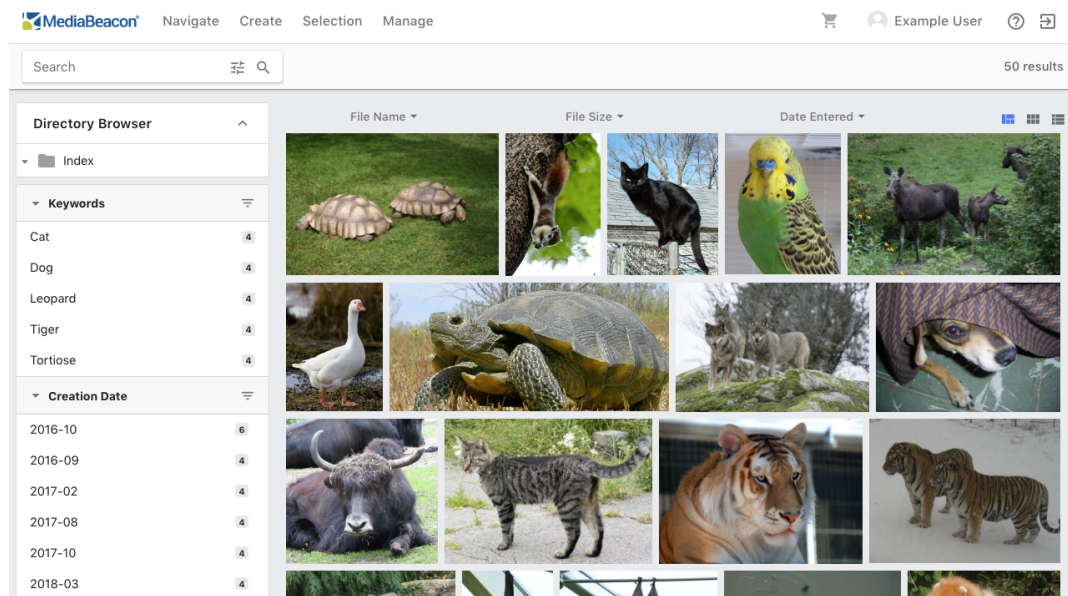 MediaBeacon® Navigate Create Selection Manage Example User
Search 50 results
Directory Browser
Index
Keywords
Cat 4
Dog 4
Leopard 4
Tiger 4
Tortiose 4
Creation Date
2016-10 6
2016-09 4
2017-02 4
2017-08 4
2017-10 4
2018-03 4
File Name File Size Date Entered